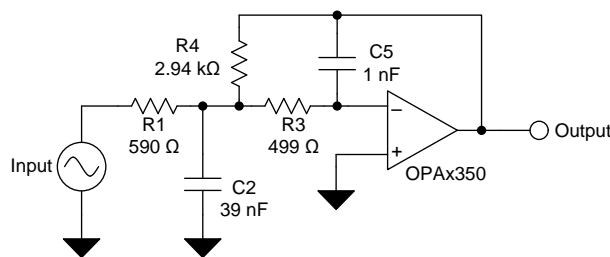 R4
2.94 kΩ
C5
1 nF
R1
590 Ω
R3
499 Ω
−
+
OPAx350
Output
Input
C2
39 nF